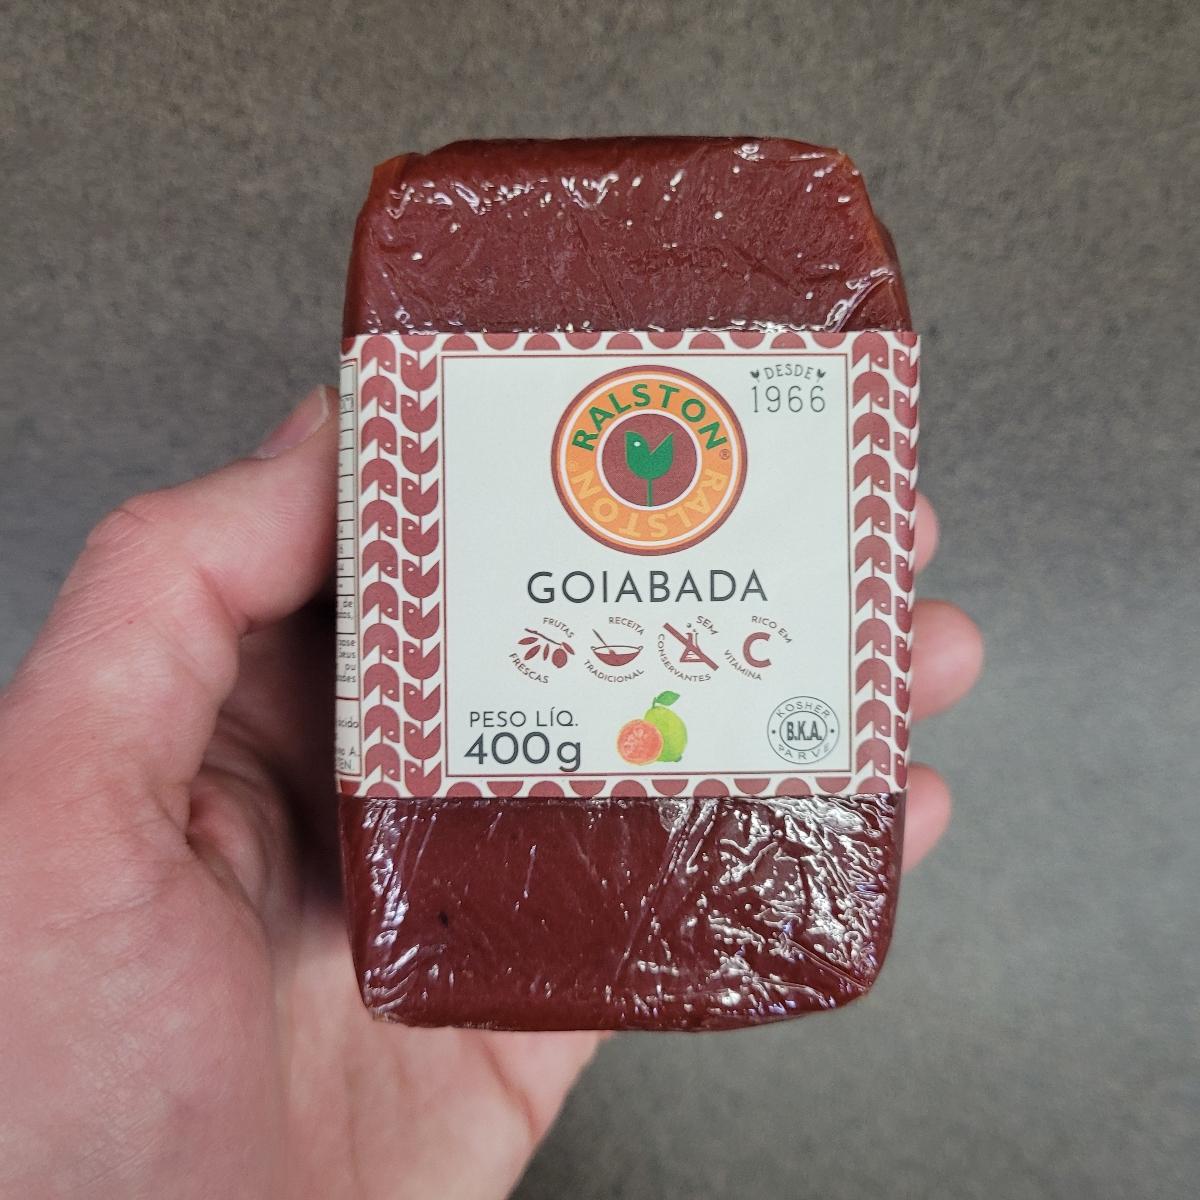 DESDE
1966
RALSTON®
RALSTON®
GOIABADA
FRUTAS FRESCAS
RECEITA TRADICIONAL
SEM CONSERVANTES
RICO EM VITAMINA C
PESO LÍQ.
400g
KOSHER
B.K.A.
PARVE